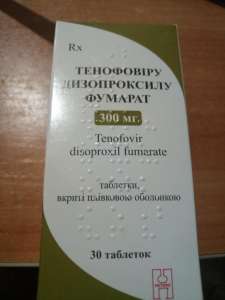 Rx
ТЕНОФОВІРУ
ДИЗОПРОКСИЛУ
ФУМАРАТ
300 мг.
Tenofovir
disoproxil fumarate
таблетки,
вкриті плівковою оболонкою
30 таблеток